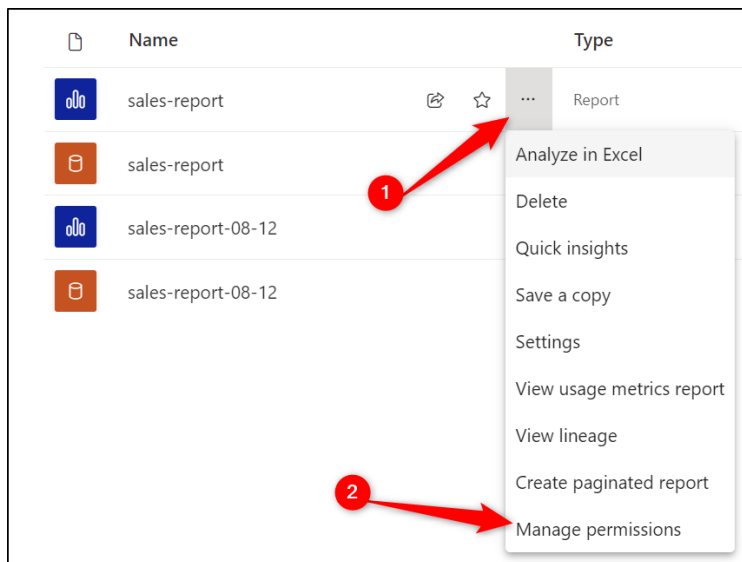 Name Type
sales-report ... Report
sales-report
sales-report-08-12
sales-report-08-12
1
Analyze in Excel
Delete
Quick insights
Save a copy
Settings
View usage metrics report
View lineage
Create paginated report
2
Manage permissions